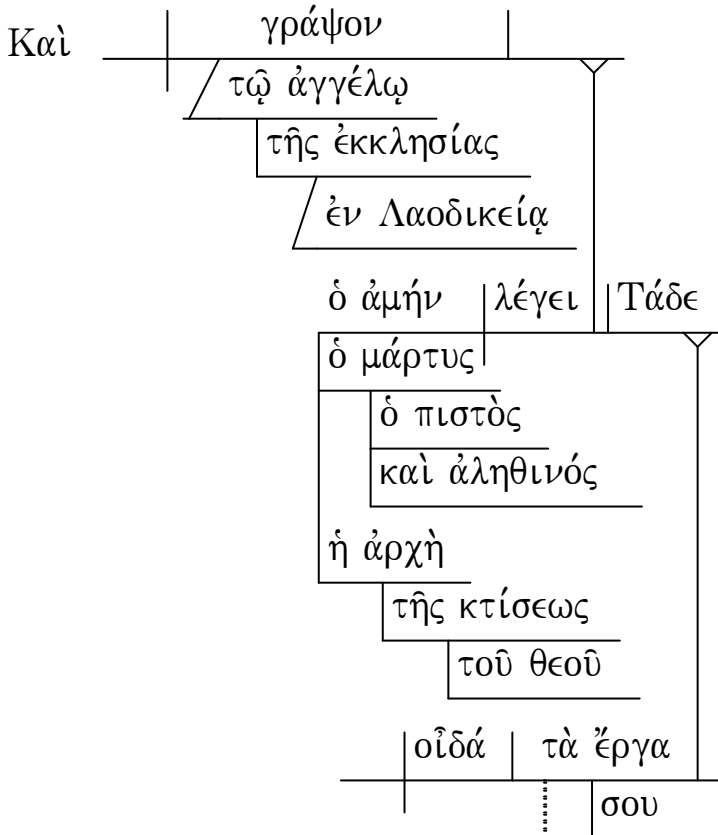 Καὶ γράψον
τῷ ἀγγέλῳ
τῆς ἐκκλησίας
ἐν Λαοδικείᾳ
ὁ ἀμήν λέγει Τάδε
ὁ μάρτυς
ὁ πιστὸς
καὶ ἀληθινός
ἡ ἀρχὴ
τῆς κτίσεως
τοῦ θεοῦ
οἶδά τὰ ἔργα
σου